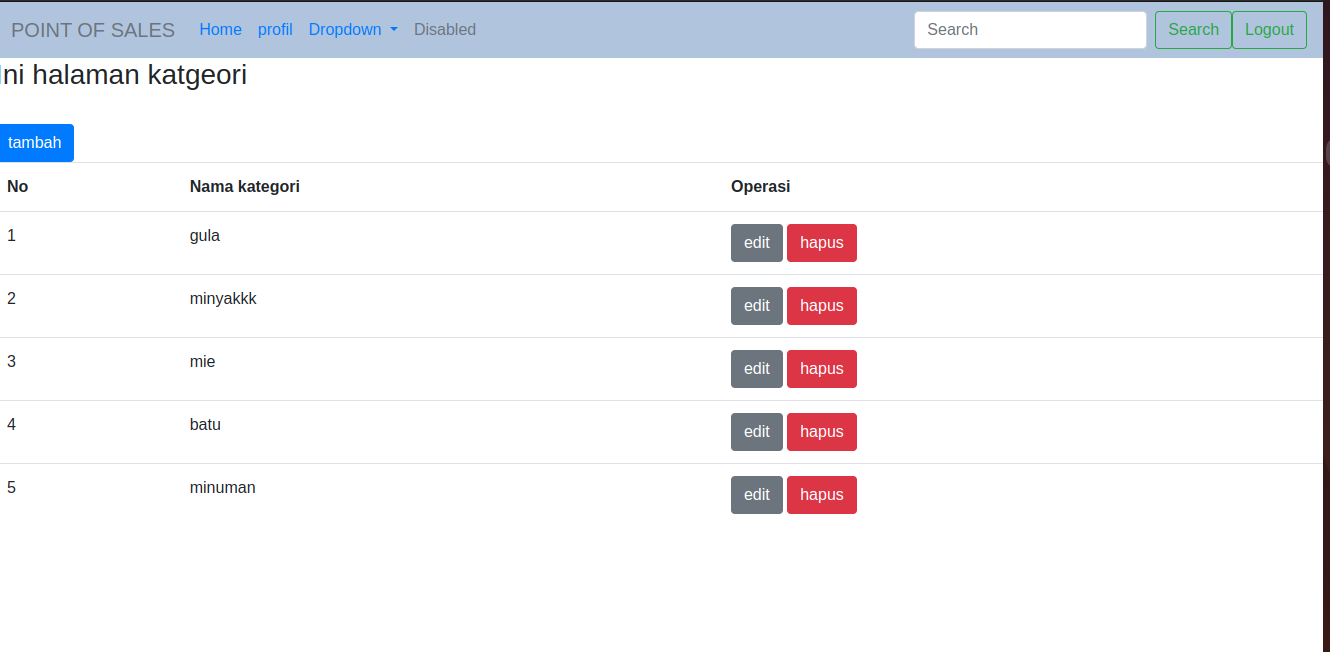 POINT OF SALES Home profil Dropdown Disabled Search Search Logout
Ini halaman katgeori
tambah
No Nama kategori Operasi
1 gula edit hapus
2 minyakkk edit hapus
3 mie edit hapus
4 batu edit hapus
5 minuman edit hapus